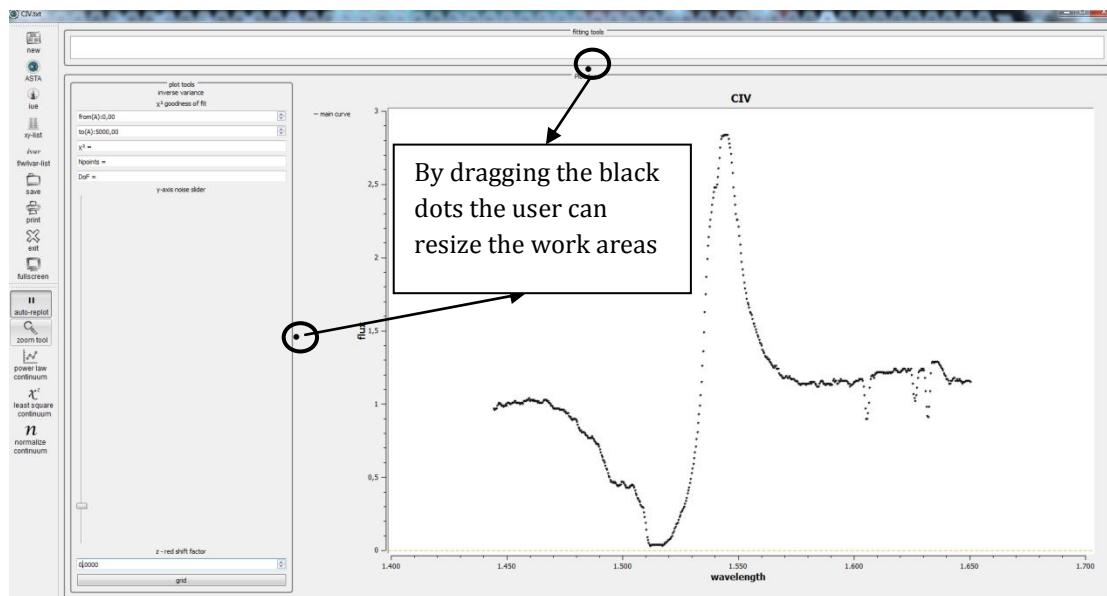 CIV.txt
fitting tools
new
ASTA
iue
xy-list
flwlvar-list
save
print
exit
fullscreen
auto-replot
zoom tool
power law
continuum
χ²
least square
continuum
n
normalize
continuum
plot tools
inverse variance
χ² goodness of fit
from(A):0,00
to(A):5000,00
χ² =
Npoints =
DoF =
y-axis noise slider
z - red shift factor
0,0000
grid
CIV
main curve
By dragging the black
dots the user can
resize the work areas
flux
3
2,5
2
1,5
1
0,5
0
1.400
1.450
1.500
1.550
1.600
1.650
1.700
wavelength